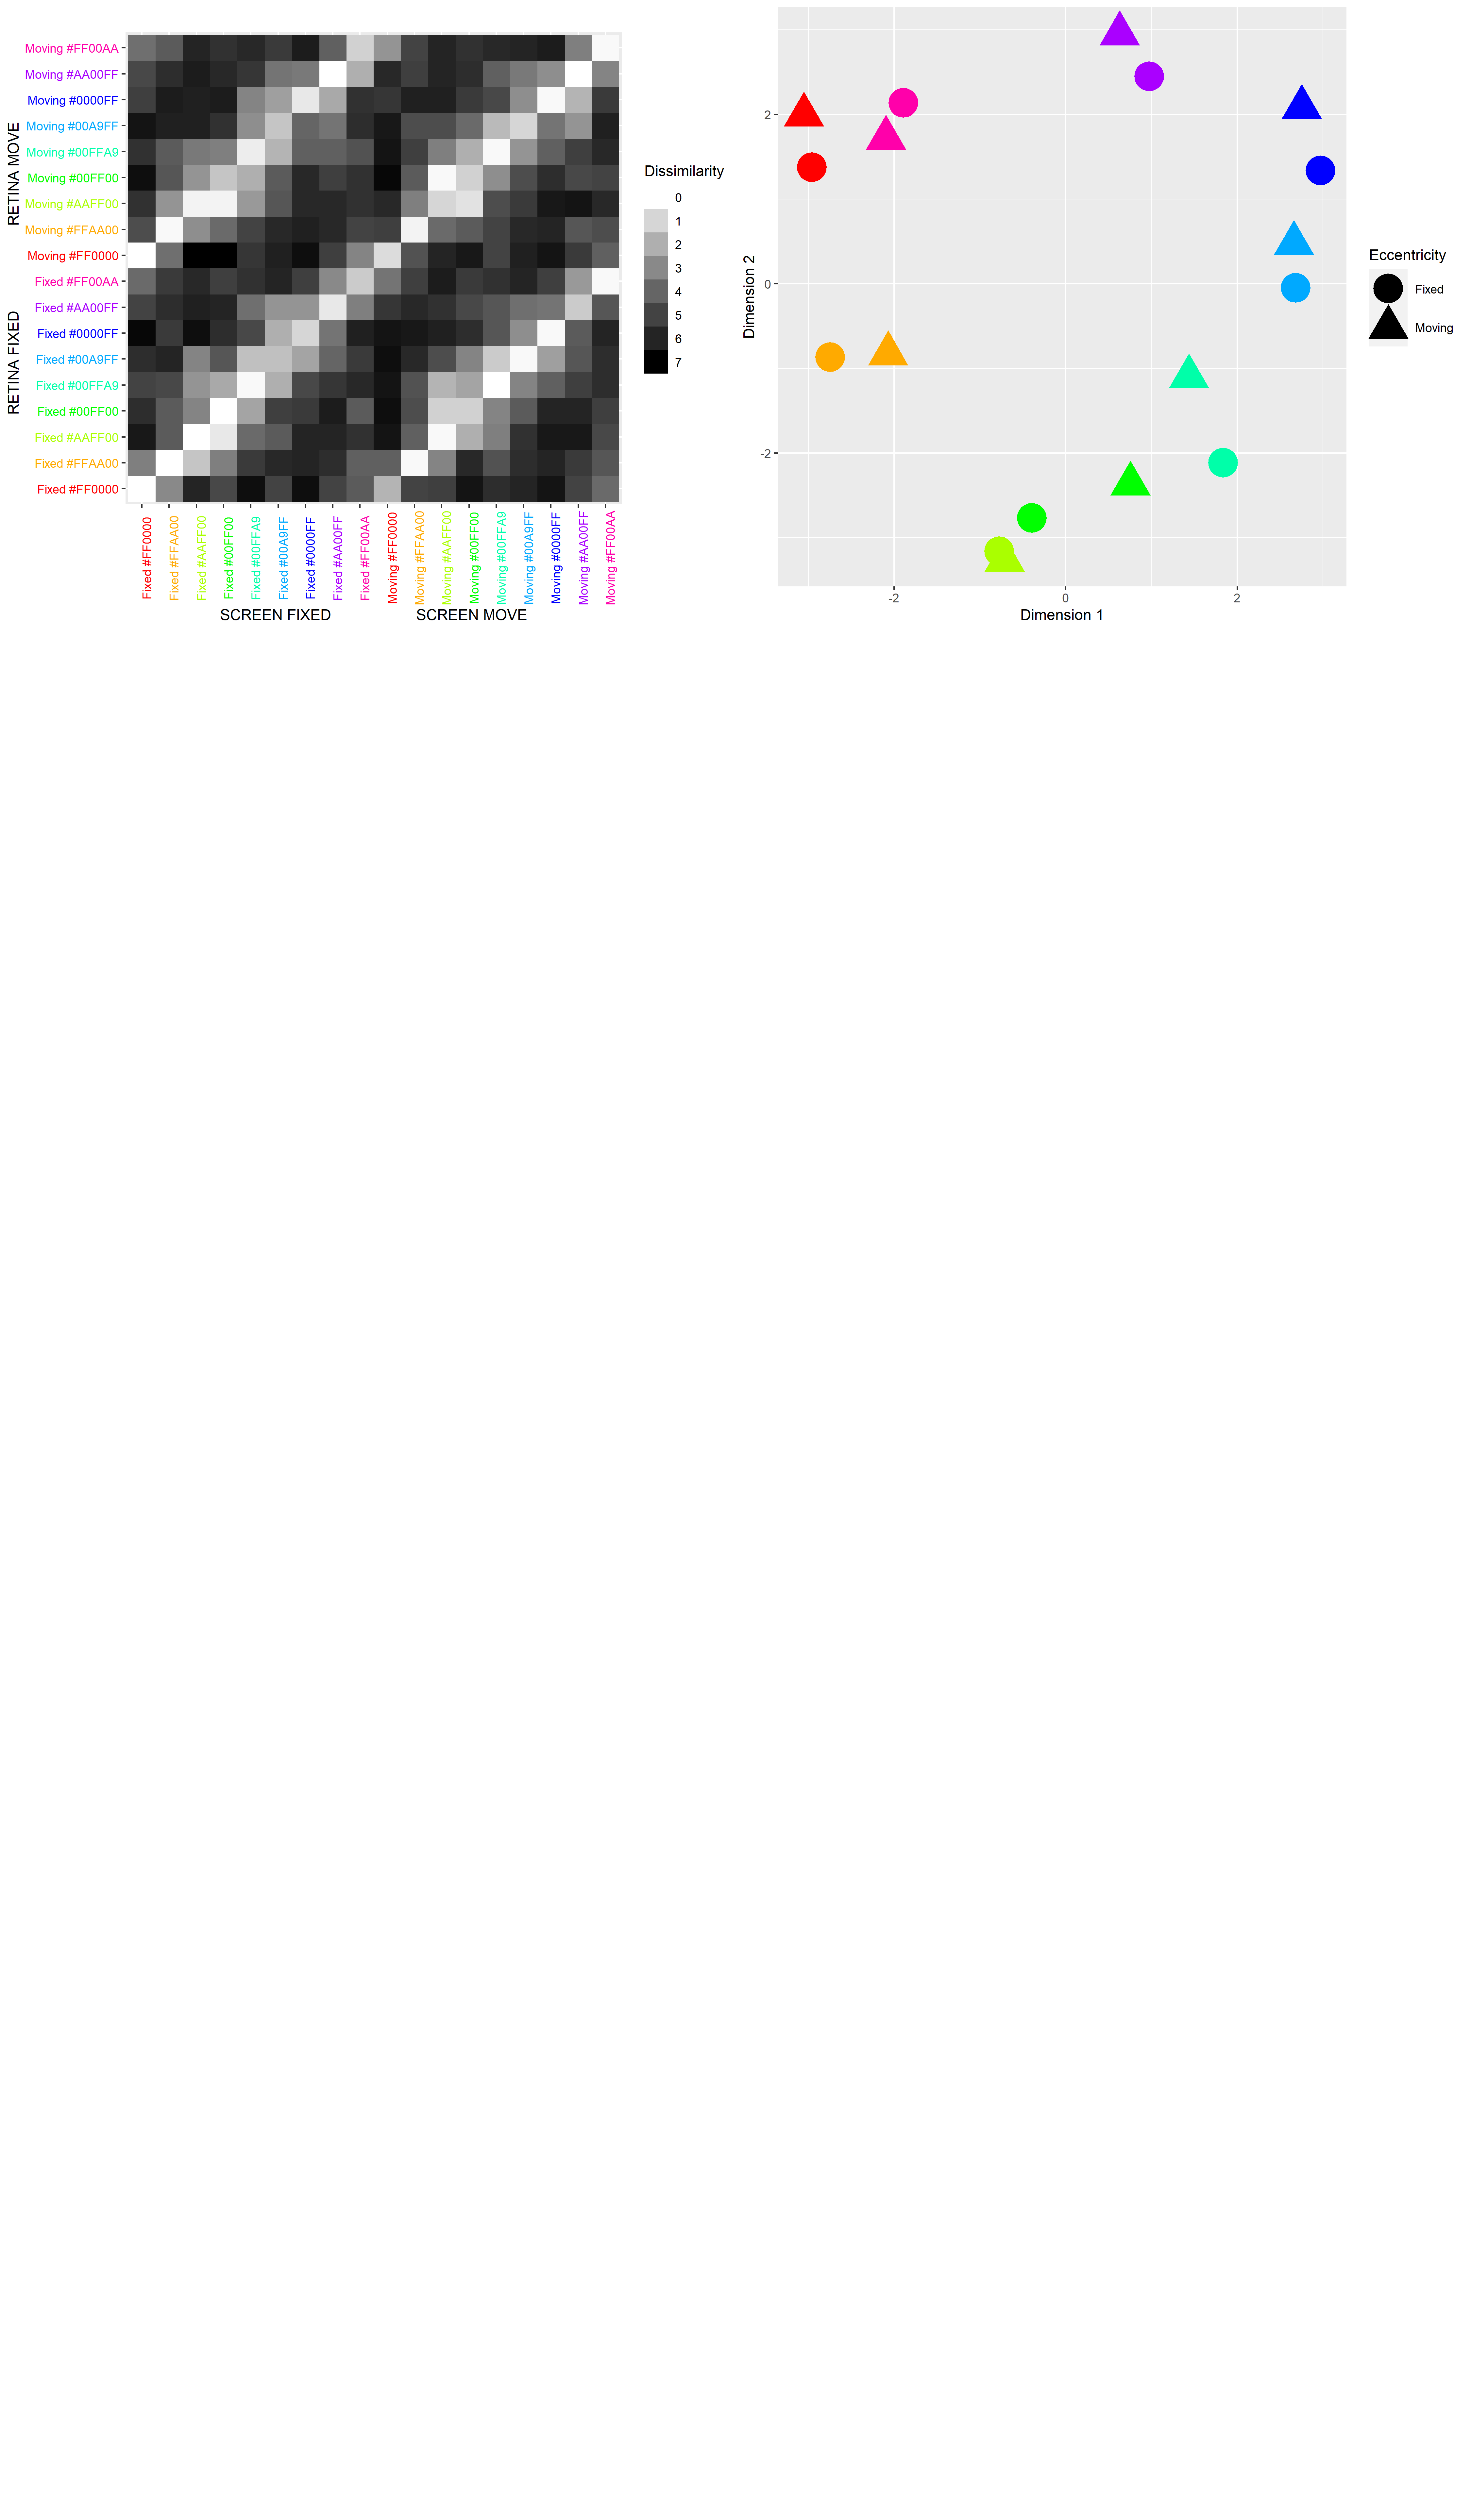 RETINA MOVE
RETINA FIXED
Moving #FF00AA
Moving #AA00FF
Moving #0000FF
Moving #00A9FF
Moving #00FFA9
Moving #00FF00
Moving #AAFF00
Moving #FFAA00
Moving #FF0000
Fixed #FF00AA
Fixed #AA00FF
Fixed #0000FF
Fixed #00A9FF
Fixed #00FFA9
Fixed #00FF00
Fixed #AAFF00
Fixed #FFAA00
Fixed #FF0000
Fixed #FF0000
Fixed #FFAA00
Fixed #AAFF00
Fixed #00FF00
Fixed #00FFA9
Fixed #00A9FF
Fixed #0000FF
Fixed #AA00FF
Fixed #FF00AA
Moving #FF0000
Moving #FFAA00
Moving #AAFF00
Moving #00FF00
Moving #00FFA9
Moving #00A9FF
Moving #0000FF
Moving #AA00FF
Moving #FF00AA
SCREEN FIXED
SCREEN MOVE
Dissimilarity
0
1
2
3
4
5
6
7
Dimension 2
2
0
-2
-2
0
2
Dimension 1
Eccentricity
Fixed
Moving